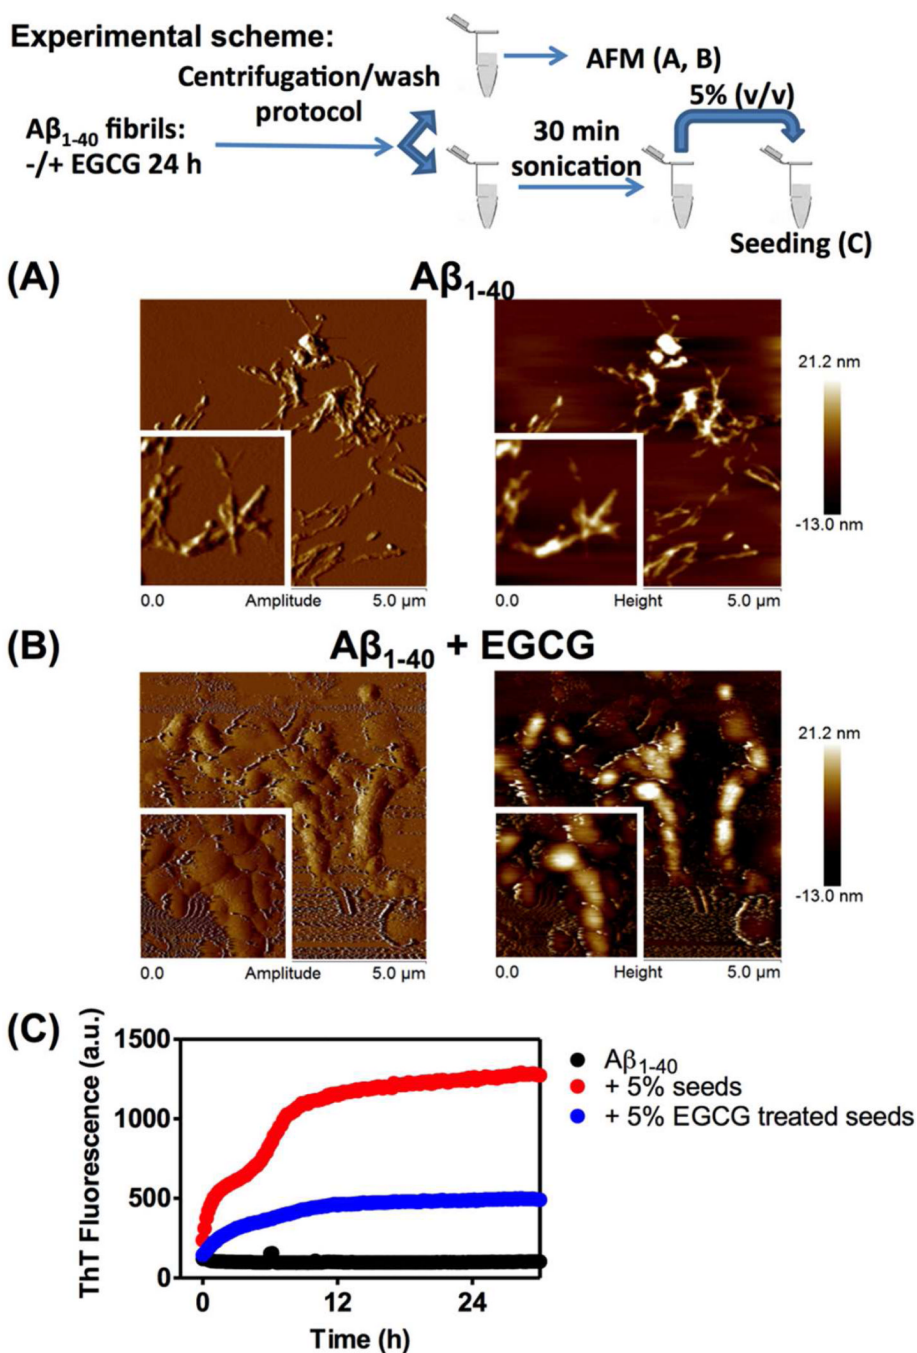 Experimental scheme:
Centrifugation/wash
protocol
AFM (A, B)
5% (v/v)
Aβ1-40 fibrils:
-/+ EGCG 24 h
30 min
sonication
Seeding (C)
(A)
Aβ1-40
21.2 nm
-13.0 nm
0.0 Amplitude 5.0 µm
0.0 Height 5.0 µm
(B)
Aβ1-40 + EGCG
21.2 nm
-13.0 nm
0.0 Amplitude 5.0 µm
0.0 Height 5.0 µm
(C)
ThT Fluorescence (a.u.)
1500
1000
500
0
0 12 24
Time (h)
Aβ1-40
+ 5% seeds
+ 5% EGCG treated seeds